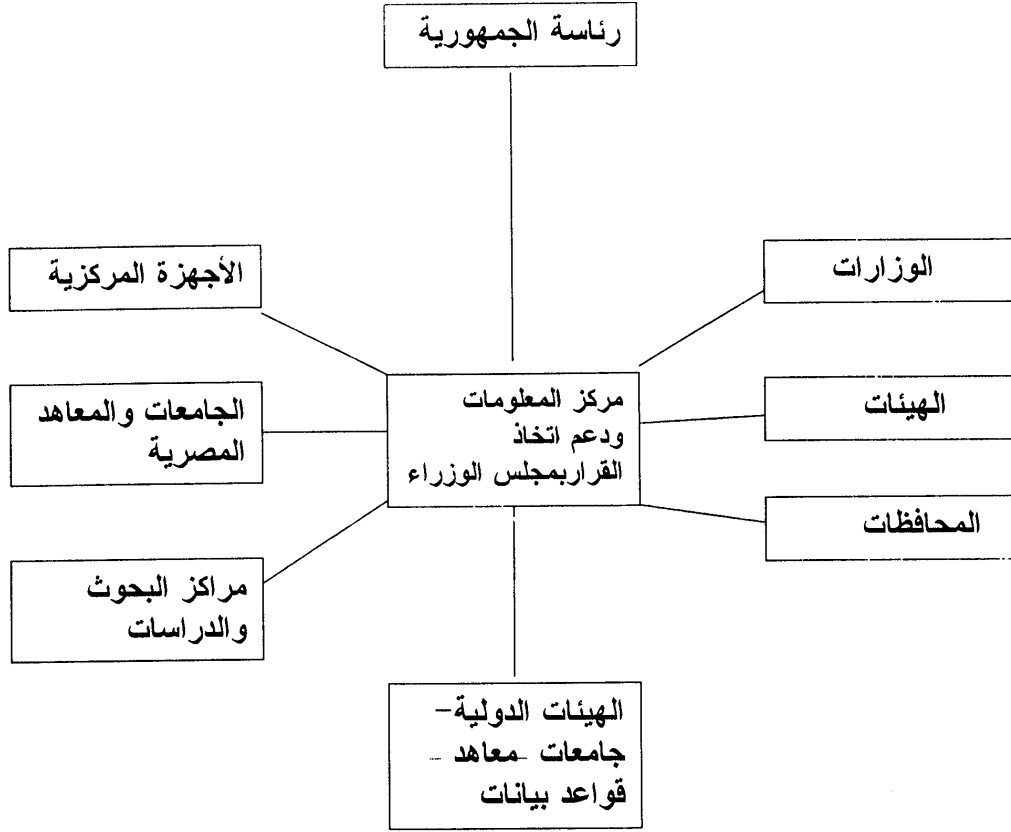 رئاسة الجمهورية
الوزارات
الأجهزة المركزية
مركز المعلومات
ودعم اتخاذ
القراربمجلس الوزراء
الهيئات
الجامعات والمعاهد
المصرية
المحافظات
مراكز البحوث
والدراسات
الهيئات الدولية–
جامعات –معاهد –
قواعد بيانات